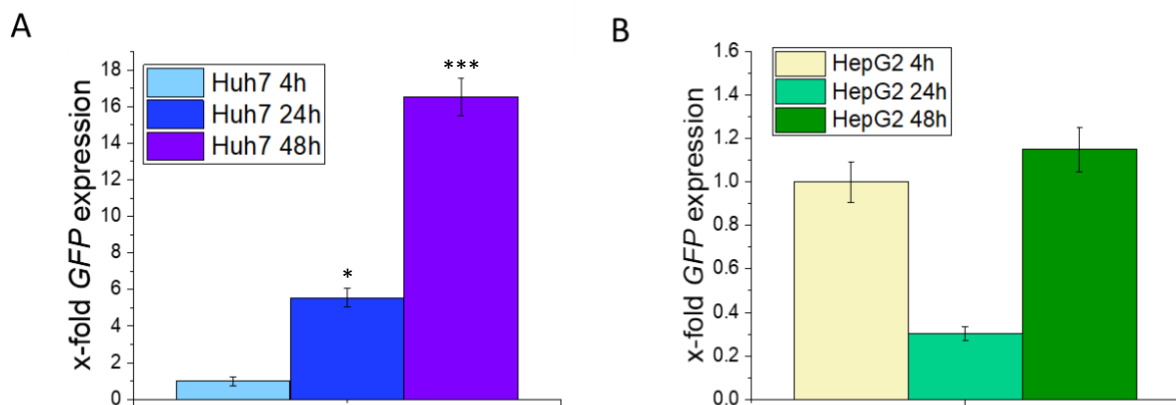 A
x-fold GFP expression
18
16
14
12
10
8
6
4
2
0
Huh7 4h
Huh7 24h
Huh7 48h
*
***
B
x-fold GFP expression
1.6
1.4
1.2
1.0
0.8
0.6
0.4
0.2
0.0
HepG2 4h
HepG2 24h
HepG2 48h